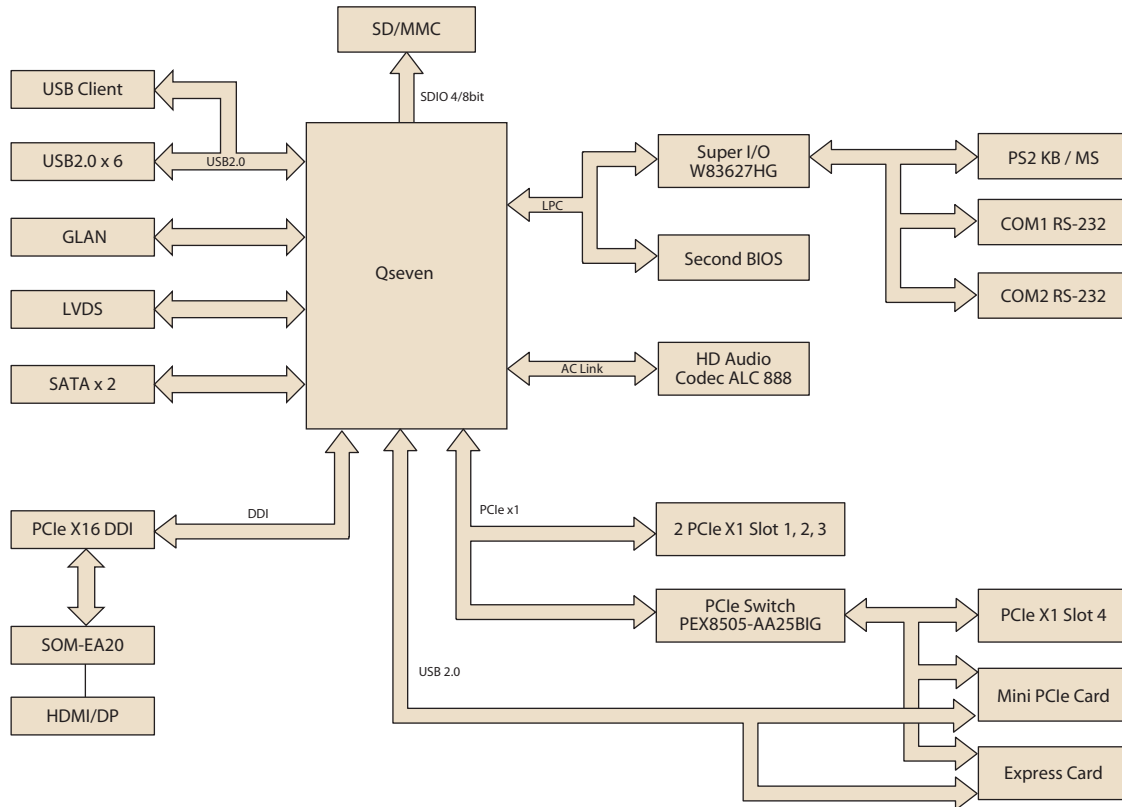 SD/MMC
SDIO 4/8bit
USB Client
USB2.0 x 6
USB2.0
GLAN
LVDS
SATA x 2
Qseven
LPC
Super I/O
W83627HG
Second BIOS
PS2 KB / MS
COM1 RS-232
COM2 RS-232
AC Link
HD Audio
Codec ALC 888
DDI
PCIe X16 DDI
SOM-EA20
HDMI/DP
PCIe x1
2 PCIe X1 Slot 1, 2, 3
PCIe Switch
PEX8505-AA25BIG
PCIe X1 Slot 4
USB 2.0
Mini PCIe Card
Express Card